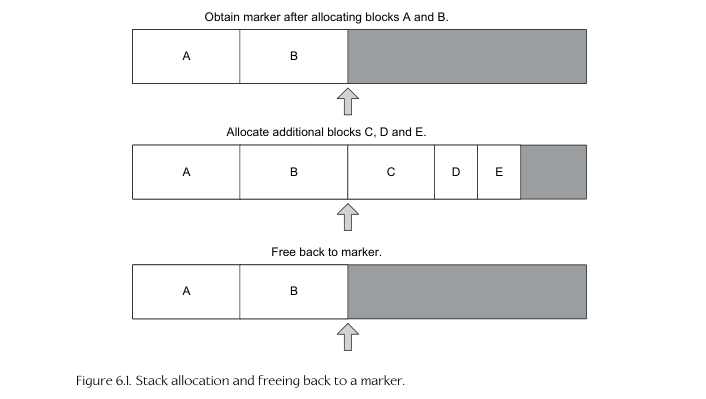 Obtain marker after allocating blocks A and B.
A B
Allocate additional blocks C, D and E.
A B C D E
Free back to marker.
A B
Figure 6.1. Stack allocation and freeing back to a marker.